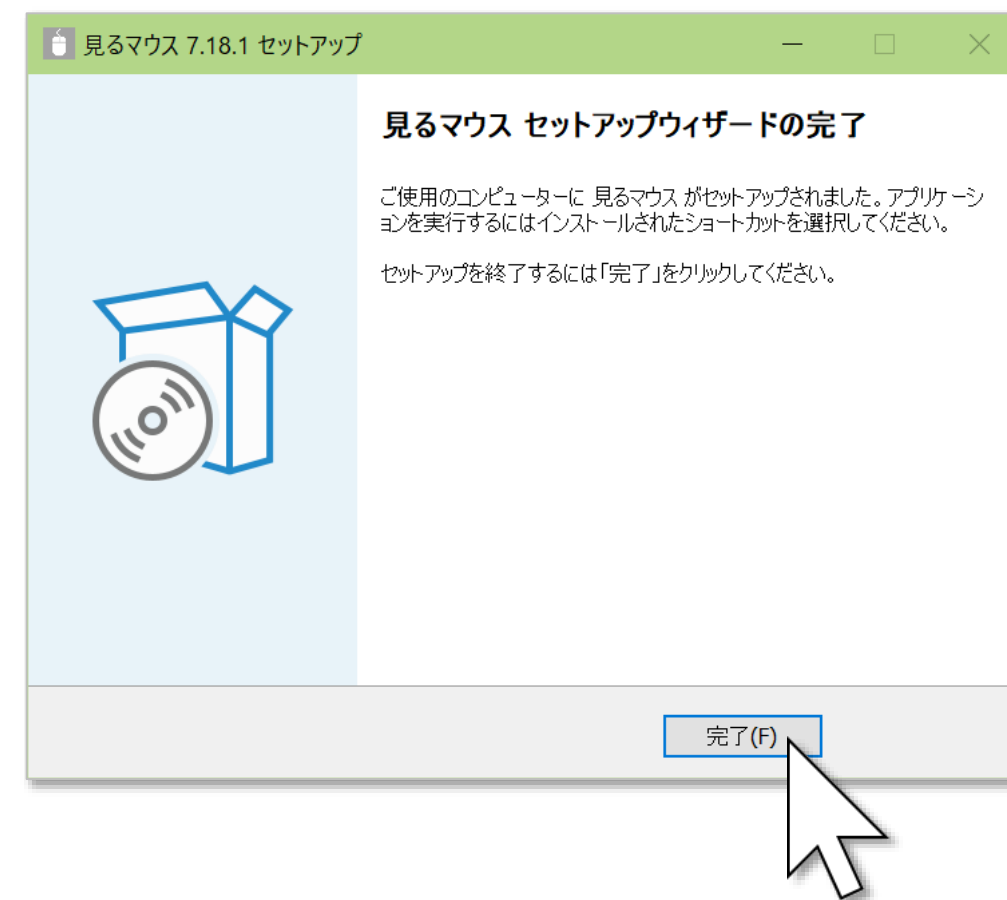 見るマウス 7.18.1 セットアップ
見るマウス セットアップウィザードの完了
ご使用のコンピューターに 見るマウス がセットアップされました。アプリケーシ
ョンを実行するにはインストールされたショートカットを選択してください。
セットアップを終了するには「完了」をクリックしてください。
完了(F)